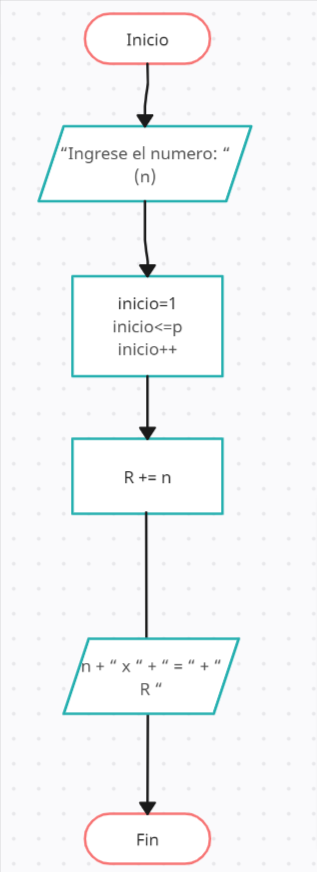 Inicio
“Ingrese el numero: “
(n)
inicio=1
inicio<=p
inicio++
R += n
n + “ x “ + “ = “ + “
R “
Fin